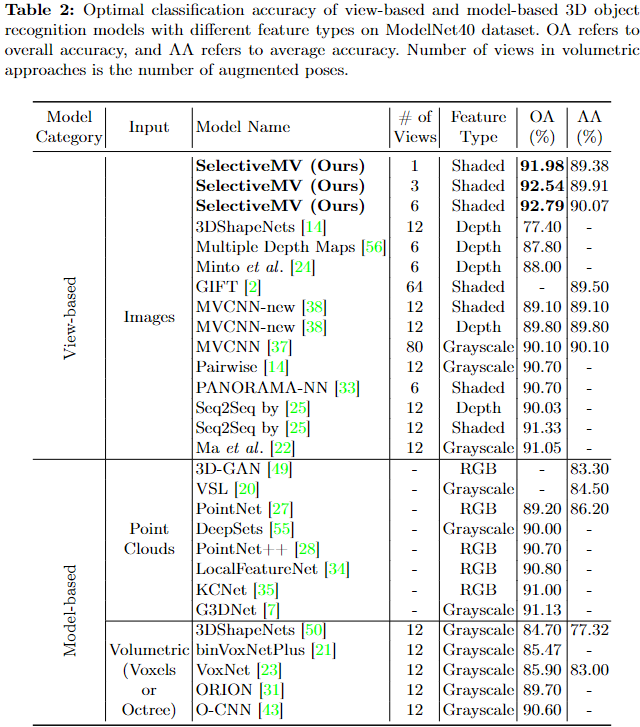 Table 2: Optimal classification accuracy of view-based and model-based 3D object
recognition models with different feature types on ModelNet40 dataset. OΛ refers to
overall accuracy, and ΛΛ refers to average accuracy. Number of views in volumetric
approaches is the number of augmented poses.
Model Category Input Model Name # of Views Feature Type OΛ (%) ΛΛ (%)
View-based
Images
SelectiveMV (Ours) 1 Shaded 91.98 89.38
SelectiveMV (Ours) 3 Shaded 92.54 89.91
SelectiveMV (Ours) 6 Shaded 92.79 90.07
3DShapeNets [14] 12 Depth 77.40 -
Multiple Depth Maps [56] 6 Depth 87.80 -
Minto et al. [24] 6 Depth 88.00 -
GIFT [2] 64 Shaded - 89.50
MVCNN-new [38] 12 Shaded 89.10 89.10
MVCNN-new [38] 12 Depth 89.80 89.80
MVCNN [37] 80 Grayscale 90.10 90.10
Pairwise [14] 12 Grayscale 90.70 -
PΛNORΛMΛ-NN [33] 6 Shaded 90.70 -
Seq2Seq by [25] 12 Depth 90.03 -
Seq2Seq by [25] 12 Shaded 91.33 -
Ma et al. [22] 12 Grayscale 91.05 -
Model-based
Point
Clouds
3D-GΛN [49] - RGB - 83.30
VSL [20] - Grayscale - 84.50
PointNet [27] - RGB 89.20 86.20
DeepSets [55] - Grayscale 90.00 -
PointNet++ [28] - RGB 90.70 -
LocalFeatureNet [34] - RGB 90.80 -
KCNet [35] - RGB 91.00 -
G3DNet [7] - Grayscale 91.13 -
Volumetric
(Voxels
or
Octree)
3DShapeNets [50] 12 Grayscale 84.70 77.32
binVoxNetPlus [21] 12 Grayscale 85.47 -
VoxNet [23] 12 Grayscale 85.90 83.00
ORION [31] 12 Grayscale 89.70 -
O-CNN [43] 12 Grayscale 90.60 -